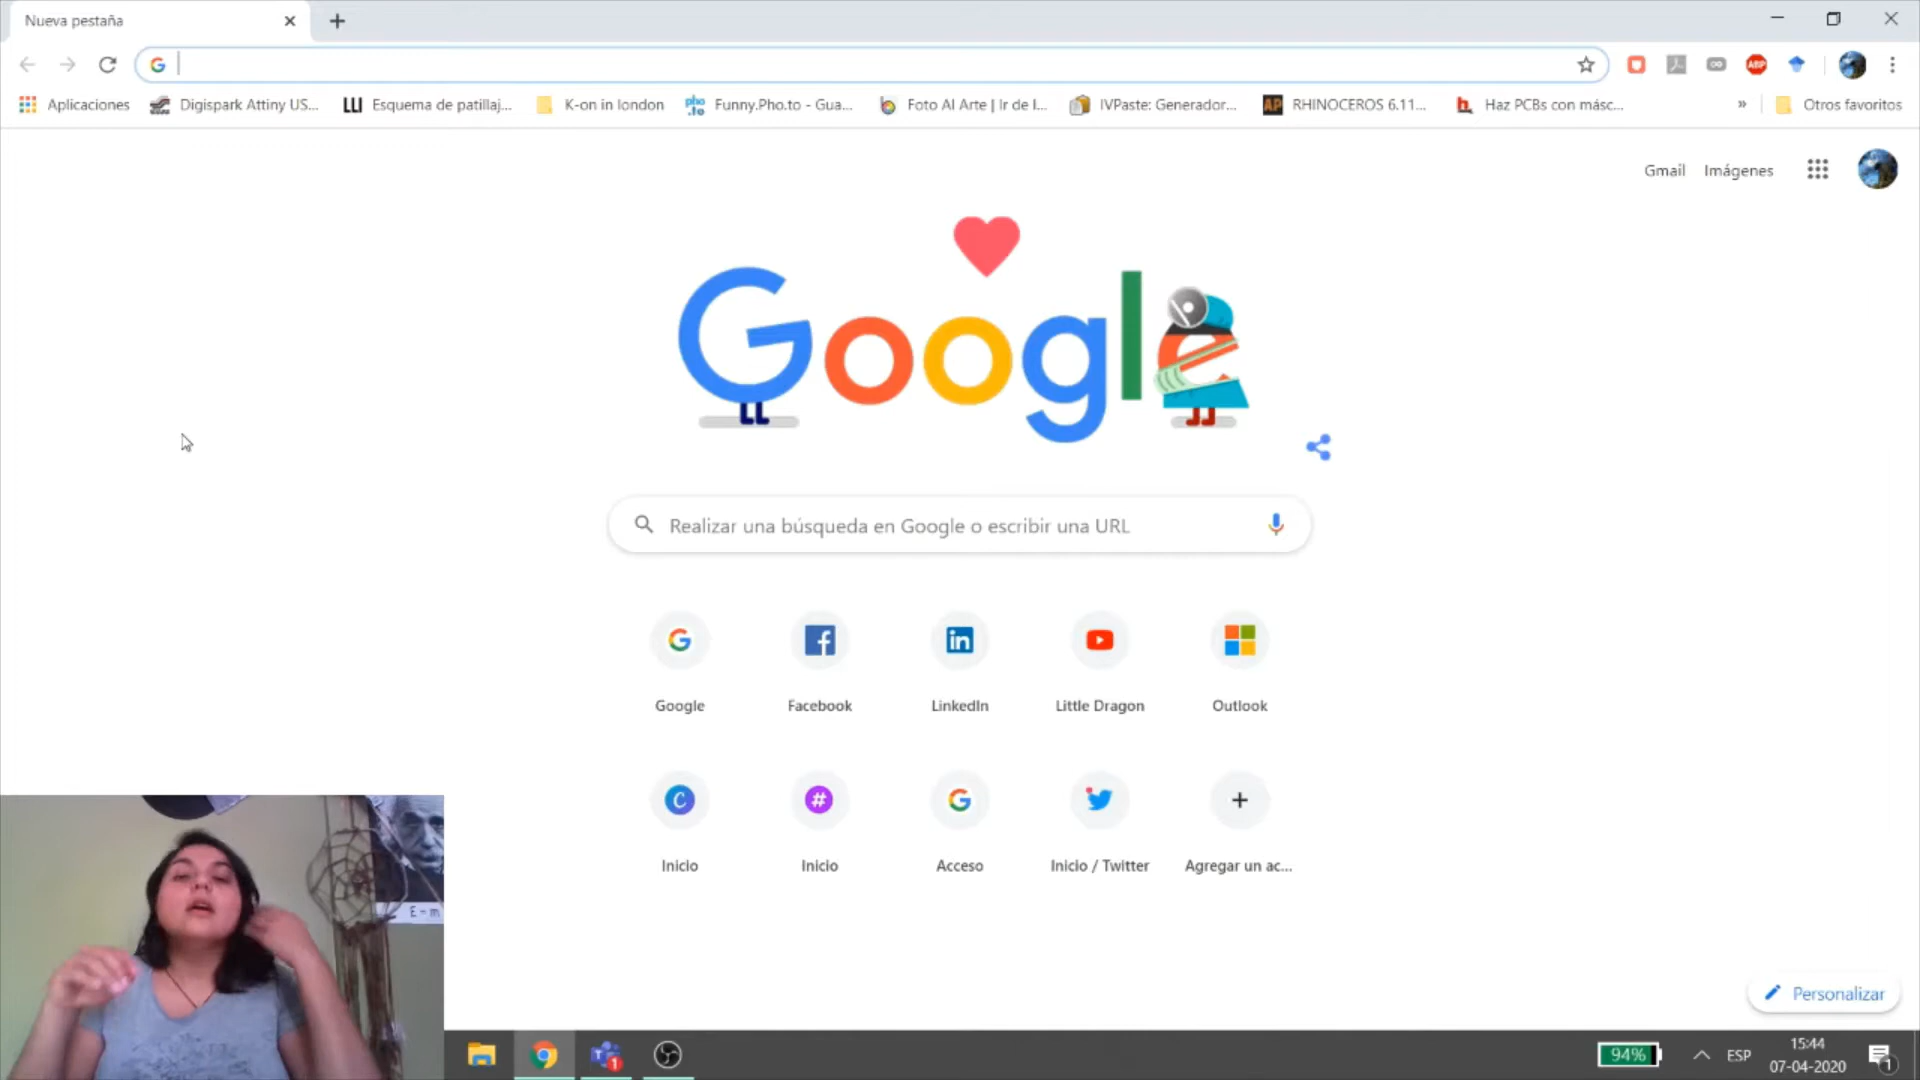 Nueva pestaña
Aplicaciones
Digispark Attiny US...
Esquema de patillaj...
K-on in london
Funny.Pho.to - Gua...
Foto Al Arte | Ir de l...
IVPaste: Generador...
RHINOCEROS 6.11...
Haz PCBs con másc...
»
Otros favoritos
Gmail
Imágenes
Google
Realizar una búsqueda en Google o escribir una URL
Google
Facebook
LinkedIn
Little Dragon
Outlook
Inicio
Inicio
Acceso
Inicio / Twitter
Agregar un ac...
E = m
Personalizar
94%
ESP
15:44
07-04-2020
1